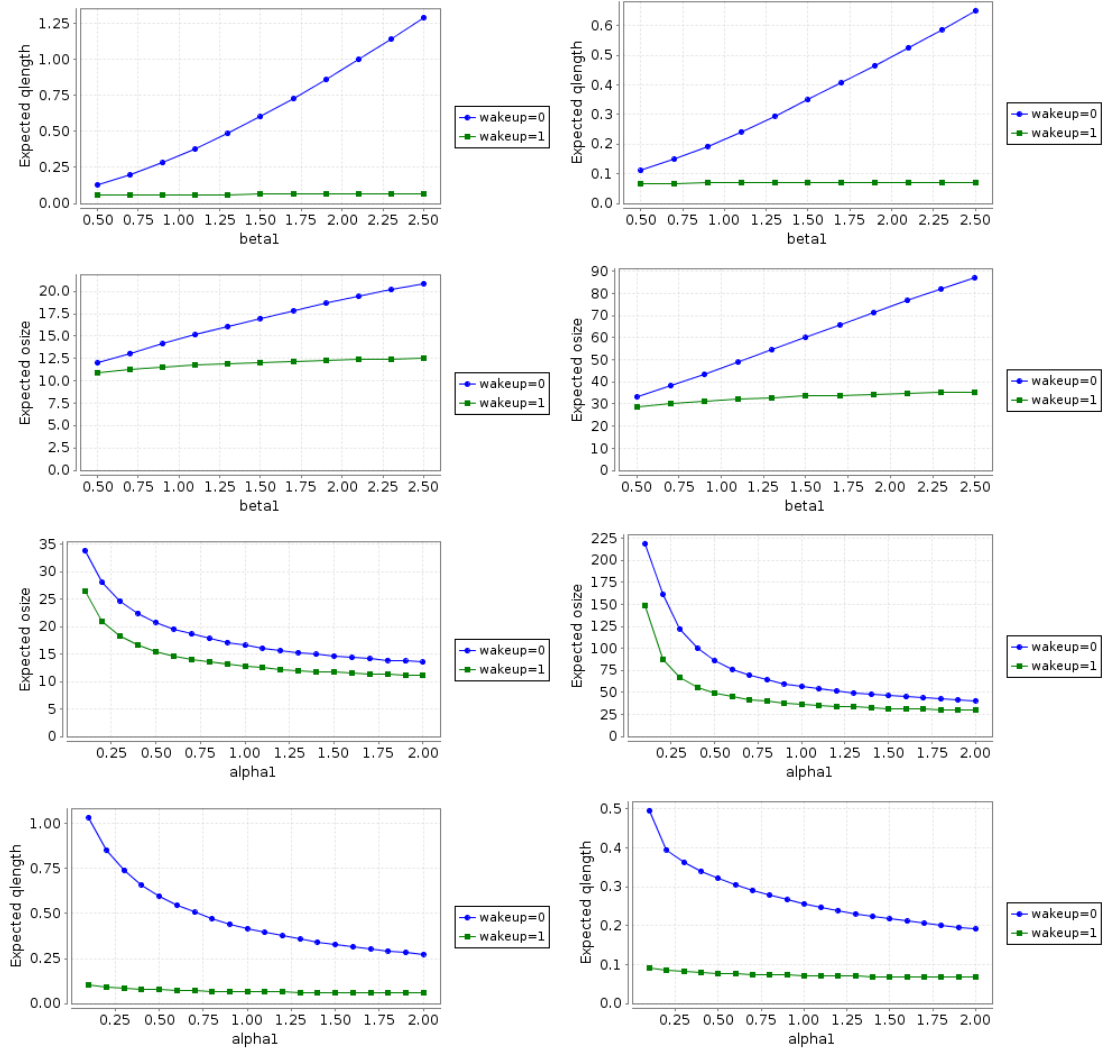 Expected qlength
1.25
1.00
0.75
0.50
0.25
0.00
0.50 0.75 1.00 1.25 1.50 1.75 2.00 2.25 2.50
beta1
wakeup=0
wakeup=1
Expected qlength
0.6
0.5
0.4
0.3
0.2
0.1
0.0
0.50 0.75 1.00 1.25 1.50 1.75 2.00 2.25 2.50
beta1
wakeup=0
wakeup=1
Expected osize
20.0
17.5
15.0
12.5
10.0
7.5
5.0
2.5
0.0
0.50 0.75 1.00 1.25 1.50 1.75 2.00 2.25 2.50
beta1
wakeup=0
wakeup=1
Expected osize
90
80
70
60
50
40
30
20
10
0
0.50 0.75 1.00 1.25 1.50 1.75 2.00 2.25 2.50
beta1
wakeup=0
wakeup=1
Expected osize
35
30
25
20
15
10
5
0
0.25 0.50 0.75 1.00 1.25 1.50 1.75 2.00
alpha1
wakeup=0
wakeup=1
Expected osize
225
200
175
150
125
100
75
50
25
0
0.25 0.50 0.75 1.00 1.25 1.50 1.75 2.00
alpha1
wakeup=0
wakeup=1
Expected qlength
1.00
0.75
0.50
0.25
0.00
0.25 0.50 0.75 1.00 1.25 1.50 1.75 2.00
alpha1
wakeup=0
wakeup=1
Expected qlength
0.5
0.4
0.3
0.2
0.1
0.0
0.25 0.50 0.75 1.00 1.25 1.50 1.75 2.00
alpha1
wakeup=0
wakeup=1